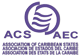 ACS AEC
ASSOCIATION OF CARIBBEAN STATES
ASOCIACIÓN DE ESTADOS DEL CARIBE
ASSOCIATION DES ÉTATS DE LA CARAÏBE